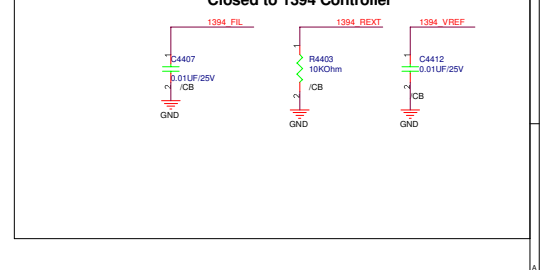 Closed to 1394 Controller
1394_FIL 1394_REXT 1394_VREF
1 1 1
C4407 R4403 C4412
0.01UF/25V 10KOhm 0.01UF/25V
2 /CB 2 /CB 2 /CB
GND GND GND
A